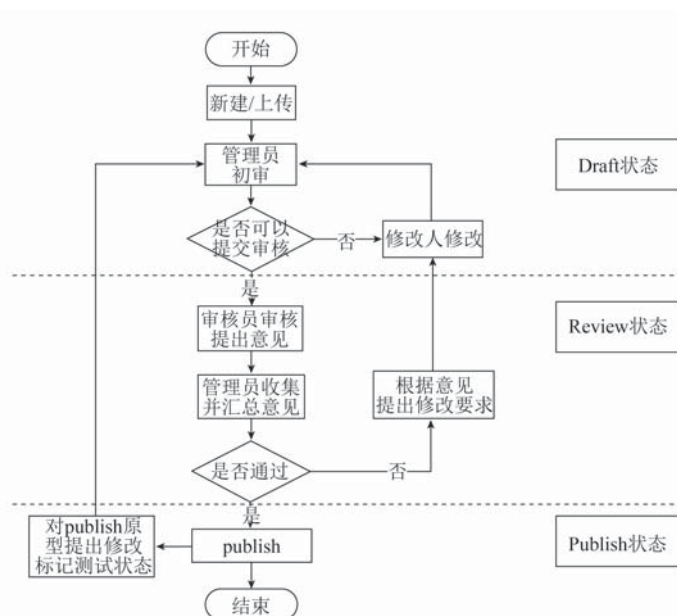 开始
新建/上传
管理员
初审
Draft状态
是否可以
提交审核
否
修改人修改
是
审核员审核
提出意见
Review状态
管理员收集
并汇总意见
根据意见
提出修改要求
是否通过
否
是
对publish原
型提出修改
标记测试状态
publish
Publish状态
结束